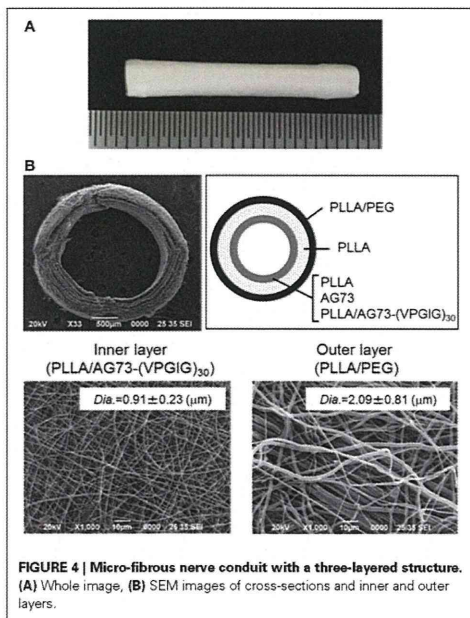 A
B
PLLA/PEG
PLLA
PLLA
AG73
PLLA/AG73-(VPGIG)30
20kV X33 500µm 0000 25 35 SEI
Inner layer
(PLLA/AG73-(VPGIG)30)
Outer layer
(PLLA/PEG)
Dia.=0.91±0.23 (µm)
Dia.=2.09±0.81 (µm)
20kV X1,000 10µm 0000 25 35 SEI
20kV X1,000 10µm 0000 25 35 SEI
FIGURE 4 | Micro-fibrous nerve conduit with a three-layered structure.
(A) Whole image, (B) SEM images of cross-sections and inner and outer
layers.